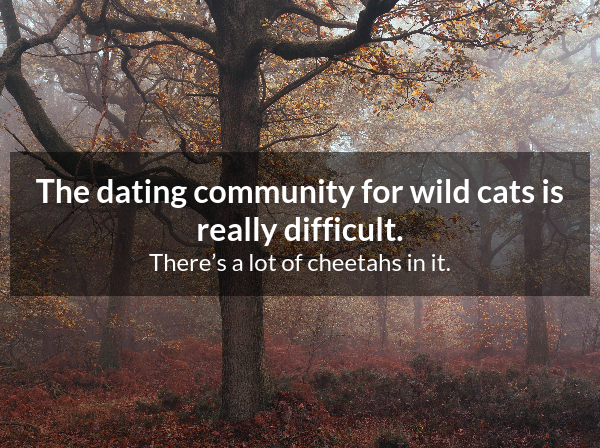 The dating community for wild cats is
really difficult.
There’s a lot of cheetahs in it.